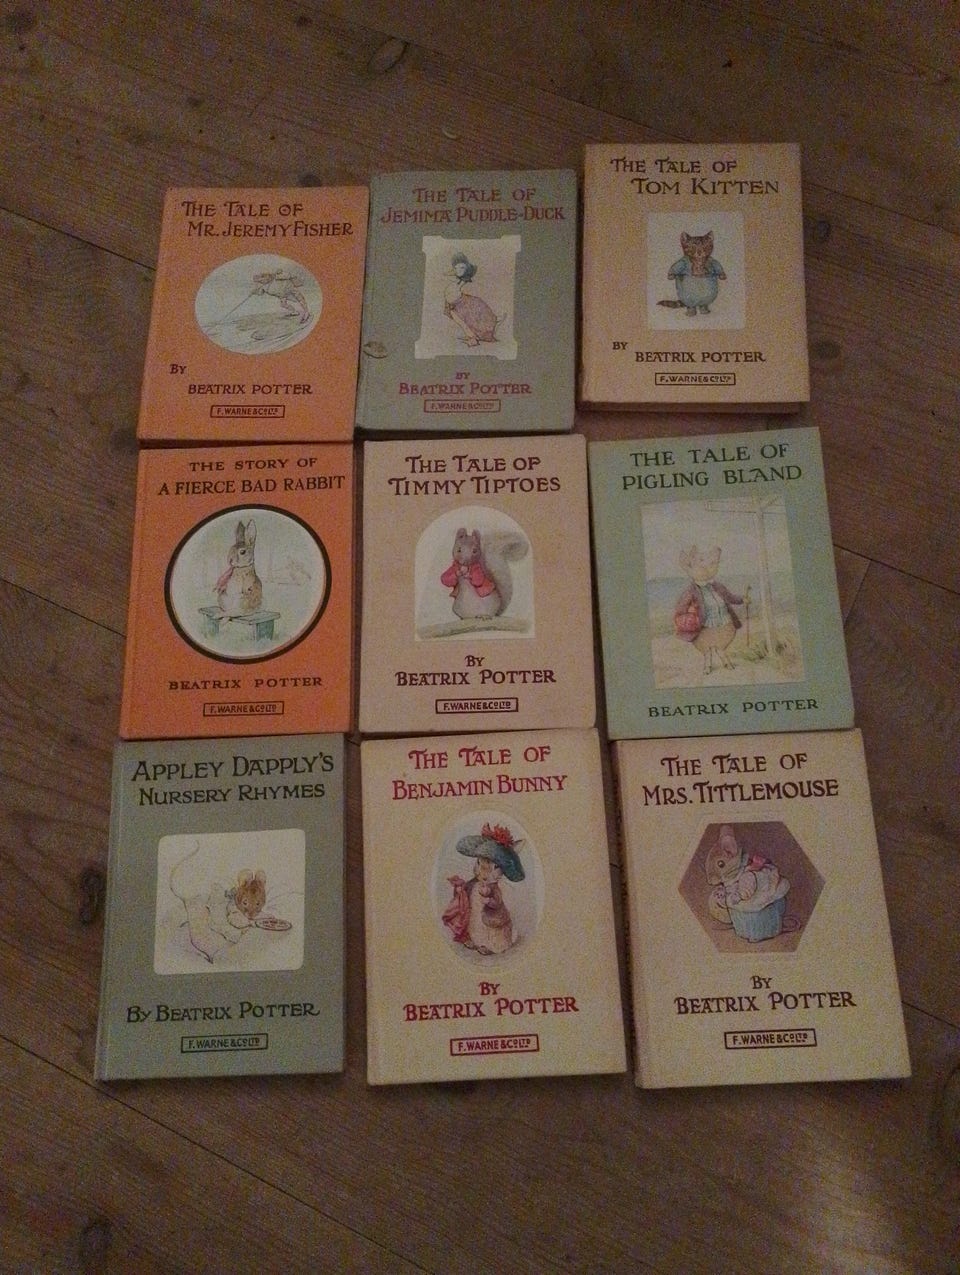 THE TALE OF
MR. JEREMY FISHER
By
BEATRIX POTTER
F. WARNE & CO LTD
THE TALE OF
JEMIMA PUDDLE-DUCK
BY
BEATRIX POTTER
F. WARNE & CO LTD
THE TALE OF
TOM KITTEN
BY
BEATRIX POTTER
F. WARNE & CO LTD
THE STORY OF
A FIERCE BAD RABBIT
BEATRIX POTTER
F. WARNE & CO LTD
THE TALE OF
TIMMY TIPTOES
By
BEATRIX POTTER
F. WARNE & CO LTD
THE TALE OF
PIGLING BLAND
BEATRIX POTTER
APPLEY DAPPLY'S
NURSERY RHYMES
By BEATRIX POTTER
F. WARNE & CO LTD
THE TALE OF
BENJAMIN BUNNY
By
BEATRIX POTTER
F. WARNE & CO LTD
THE TALE OF
MRS. TITTLEMOUSE
By
BEATRIX POTTER
F. WARNE & CO LTD